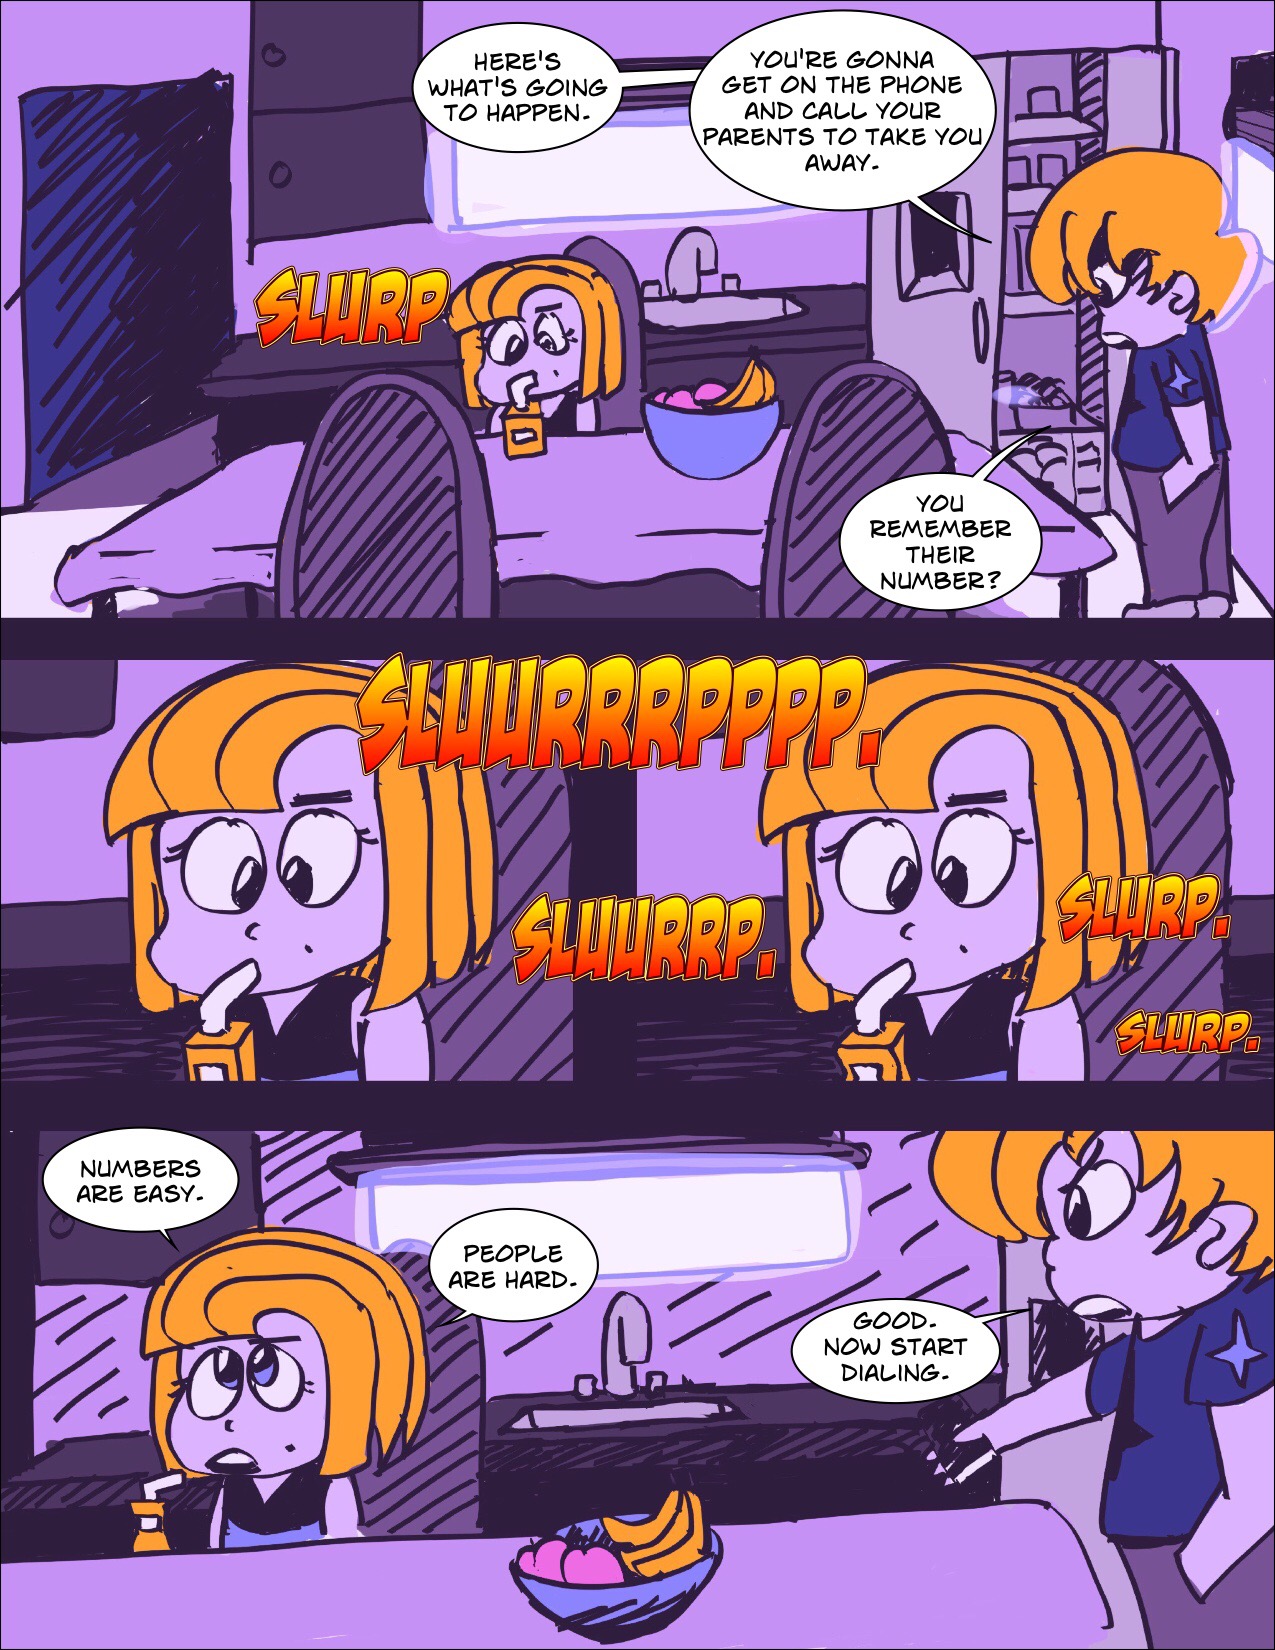 HERE'S
WHAT'S GOING
TO HAPPEN.
YOU'RE GONNA
GET ON THE PHONE
AND CALL YOUR
PARENTS TO TAKE YOU
AWAY.
SLURP
YOU
REMEMBER
THEIR
NUMBER?
SLUURRRPPPP.
SLUURRP.
SLURP.
SLURP.
NUMBERS
ARE EASY.
PEOPLE
ARE HARD.
GOOD.
NOW START
DIALING.